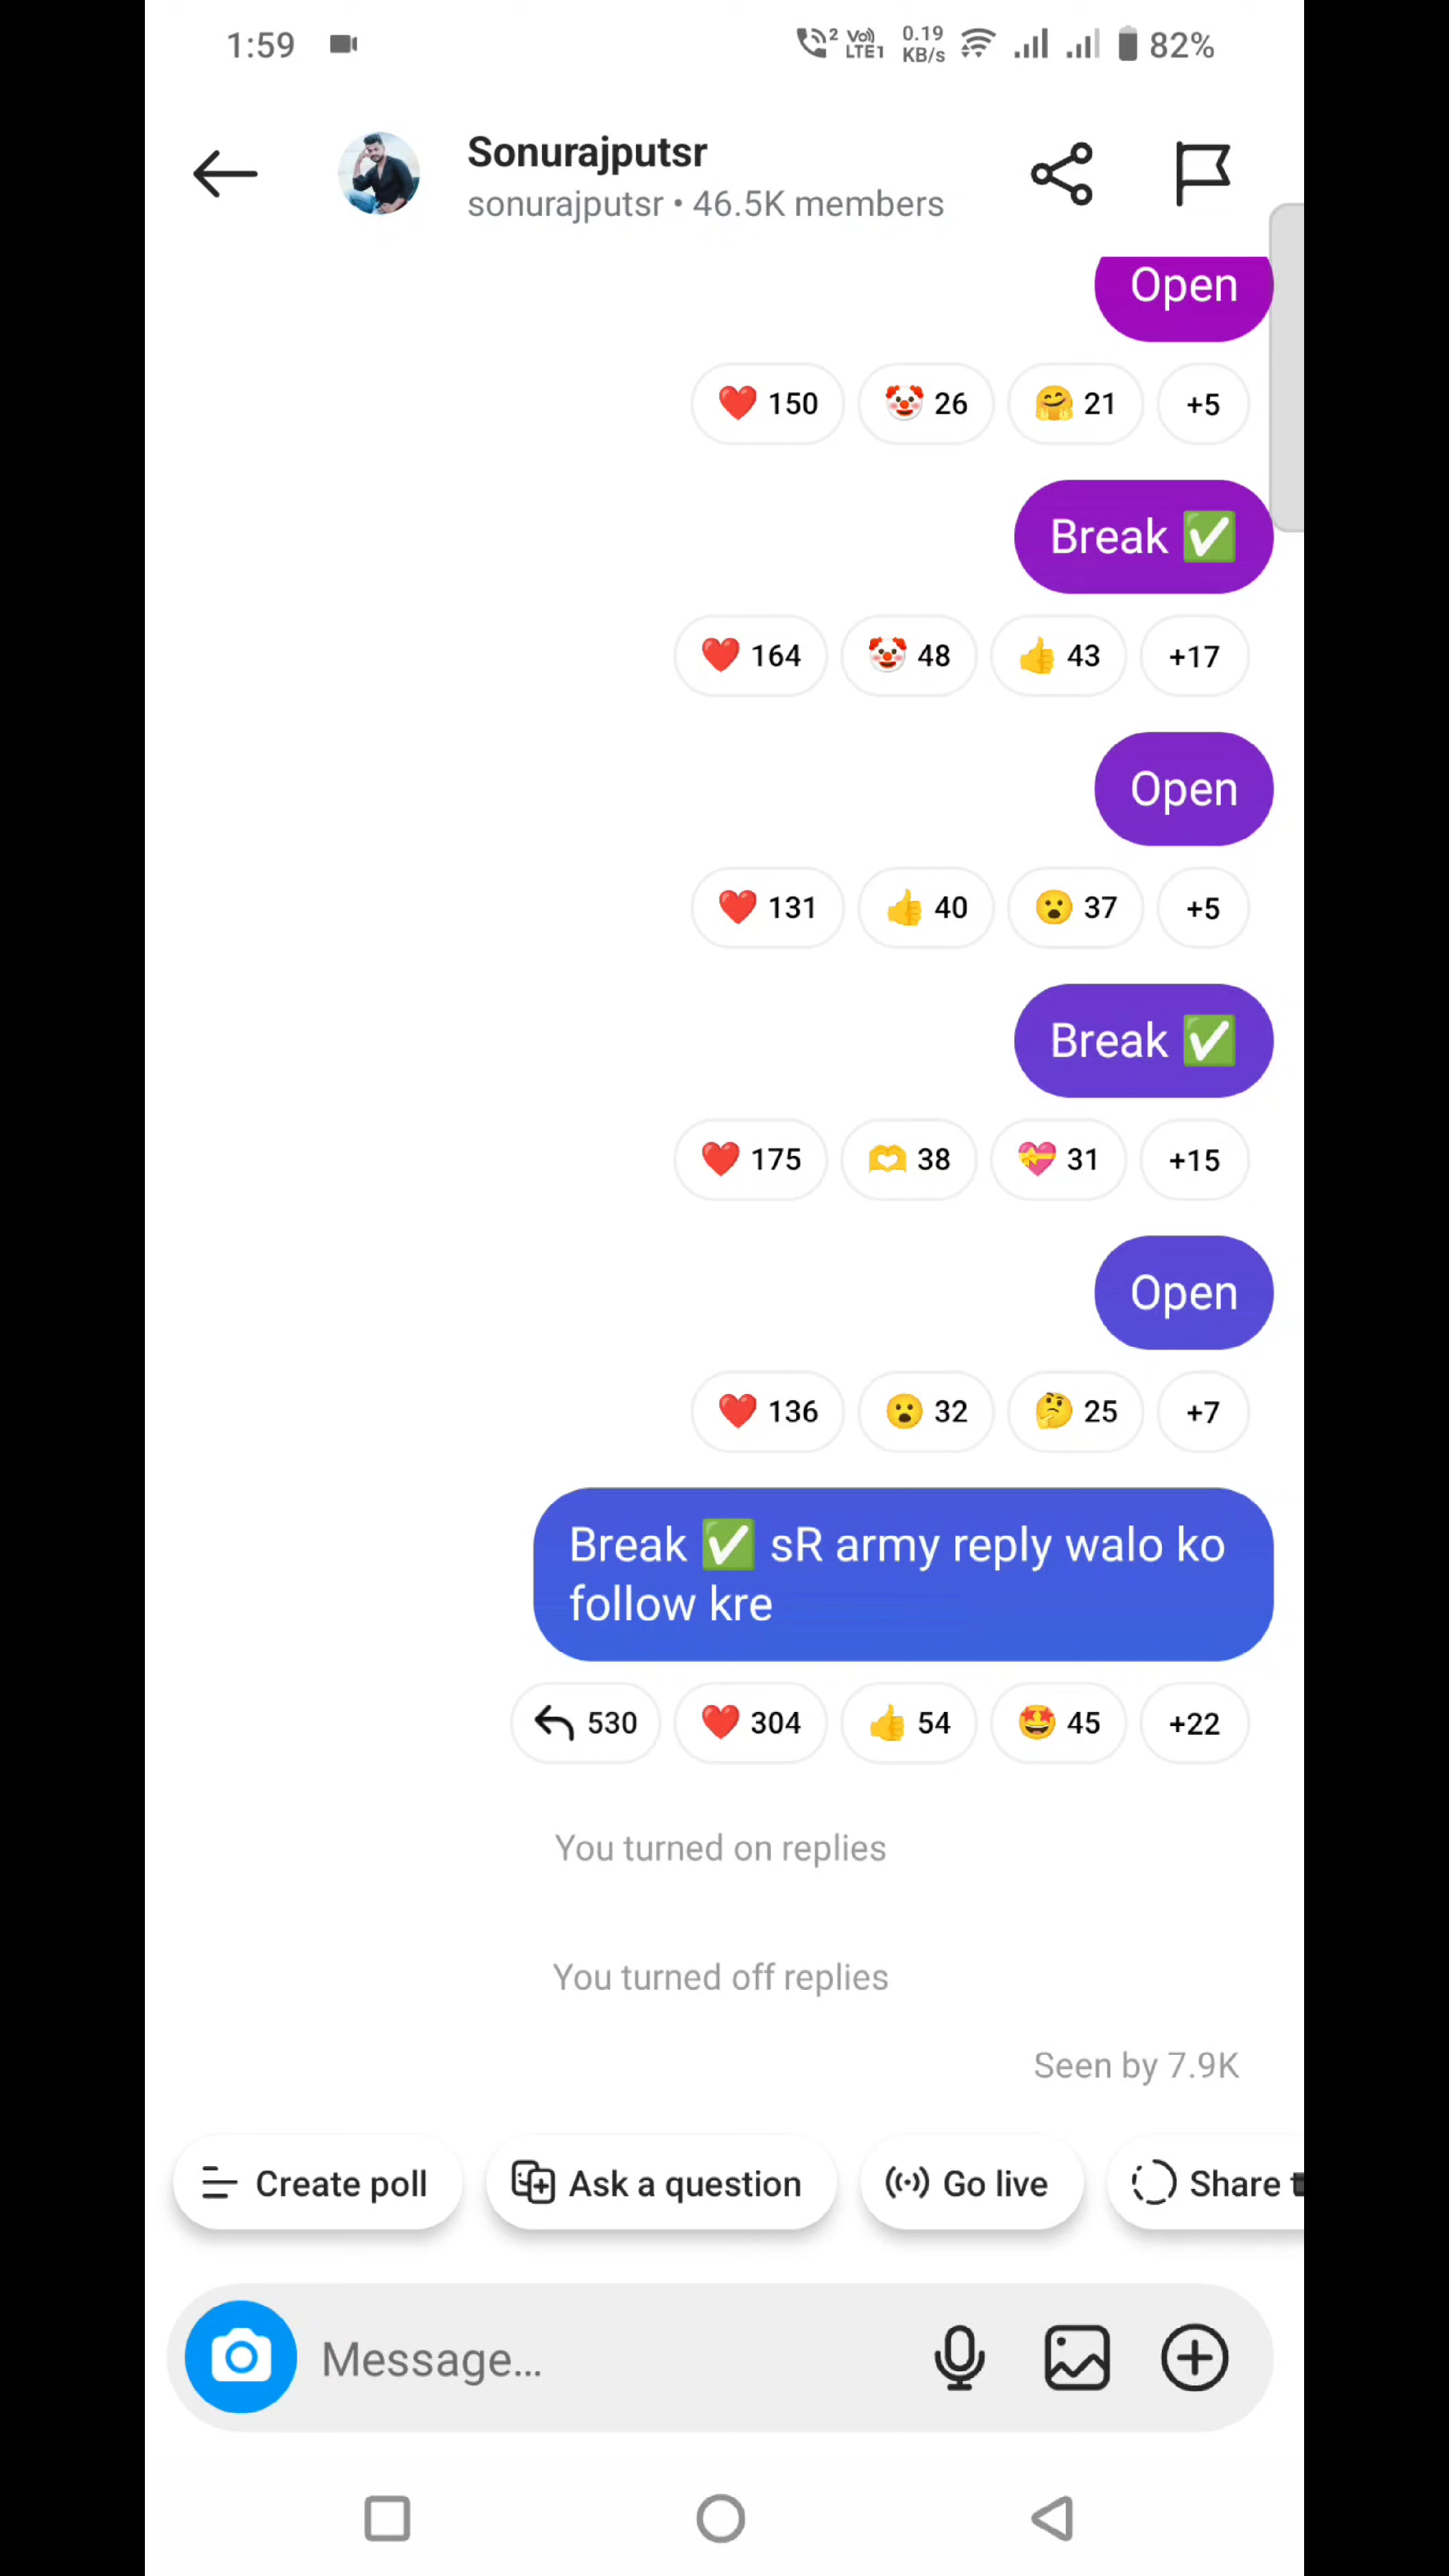 1:59 2 Vo) LTE1 0.19 KB/s 82%
Sonurajputsr
sonurajputsr • 46.5K members
Open
❤️ 150 🤡 26 🤗 21 +5
Break ✅
❤️ 164 🤡 48 👍 43 +17
Open
❤️ 131 👍 40 😮 37 +5
Break ✅
❤️ 175 🫶 38 💝 31 +15
Open
❤️ 136 😮 32 🤔 25 +7
Break ✅ sR army reply walo ko
follow kre
530 ❤️ 304 👍 54 🤩 45 +22
You turned on replies
You turned off replies
Seen by 7.9K
Create poll Ask a question Go live Share
Message...